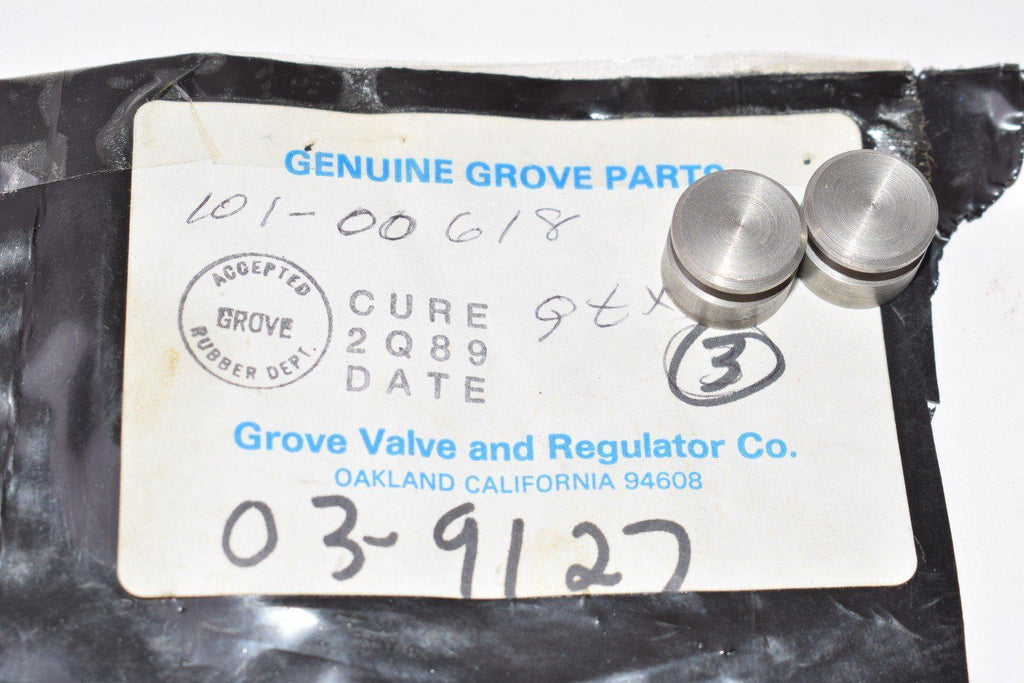 GENUINE GROVE PARTS
101-00618
ACCEPTED
GROVE
RUBBER DEPT.
CURE
2Q89
DATE
qty
3
Grove Valve and Regulator Co.
OAKLAND CALIFORNIA 94608
03-9127